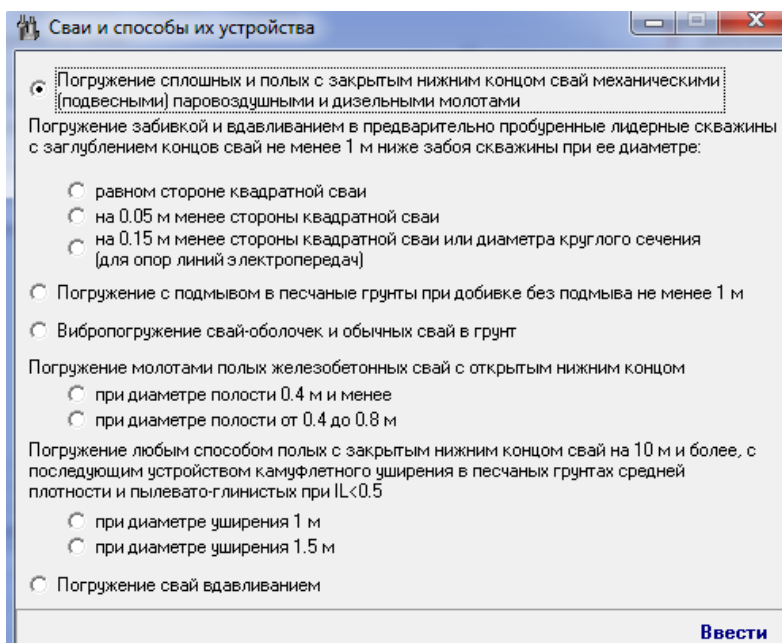 Сваи и способы их устройства
Погружение сплошных и полых с закрытым нижним концом свай механическими
(подвесными) паровоздушными и дизельными молотами
Погружение забивкой и вдавливанием в предварительно пробуренные лидерные скважины
с заглублением концов свай не менее 1 м ниже забоя скважины при ее диаметре:
равном стороне квадратной сваи
на 0.05 м менее стороны квадратной сваи
на 0.15 м менее стороны квадратной сваи или диаметра круглого сечения
(для опор линий электропередач)
Погружение с подмывом в песчаные грунты при добивке без подмыва не менее 1 м
Вибропогружение свай-оболочек и обычных свай в грунт
Погружение молотами полых железобетонных свай с открытым нижним концом
при диаметре полости 0.4 м и менее
при диаметре полости от 0.4 до 0.8 м
Погружение любым способом полых с закрытым нижним концом свай на 10 м и более, с
последующим устройством камуфлетного уширения в песчаных грунтах средней
плотности и пылевато-глинистых при IL<0.5
при диаметре уширения 1 м
при диаметре уширения 1.5 м
Погружение свай вдавливанием
Ввести